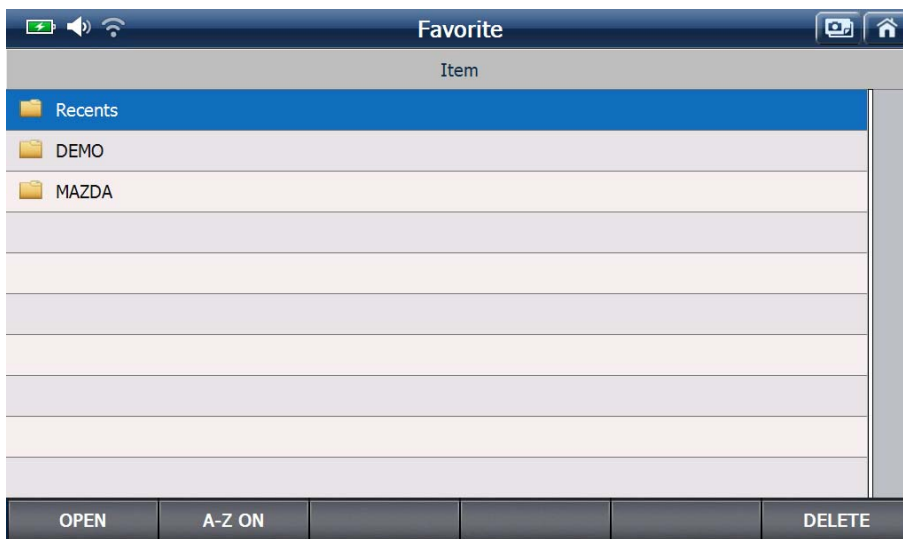 Favorite
Item
Recents
DEMO
MAZDA
OPEN A-Z ON DELETE